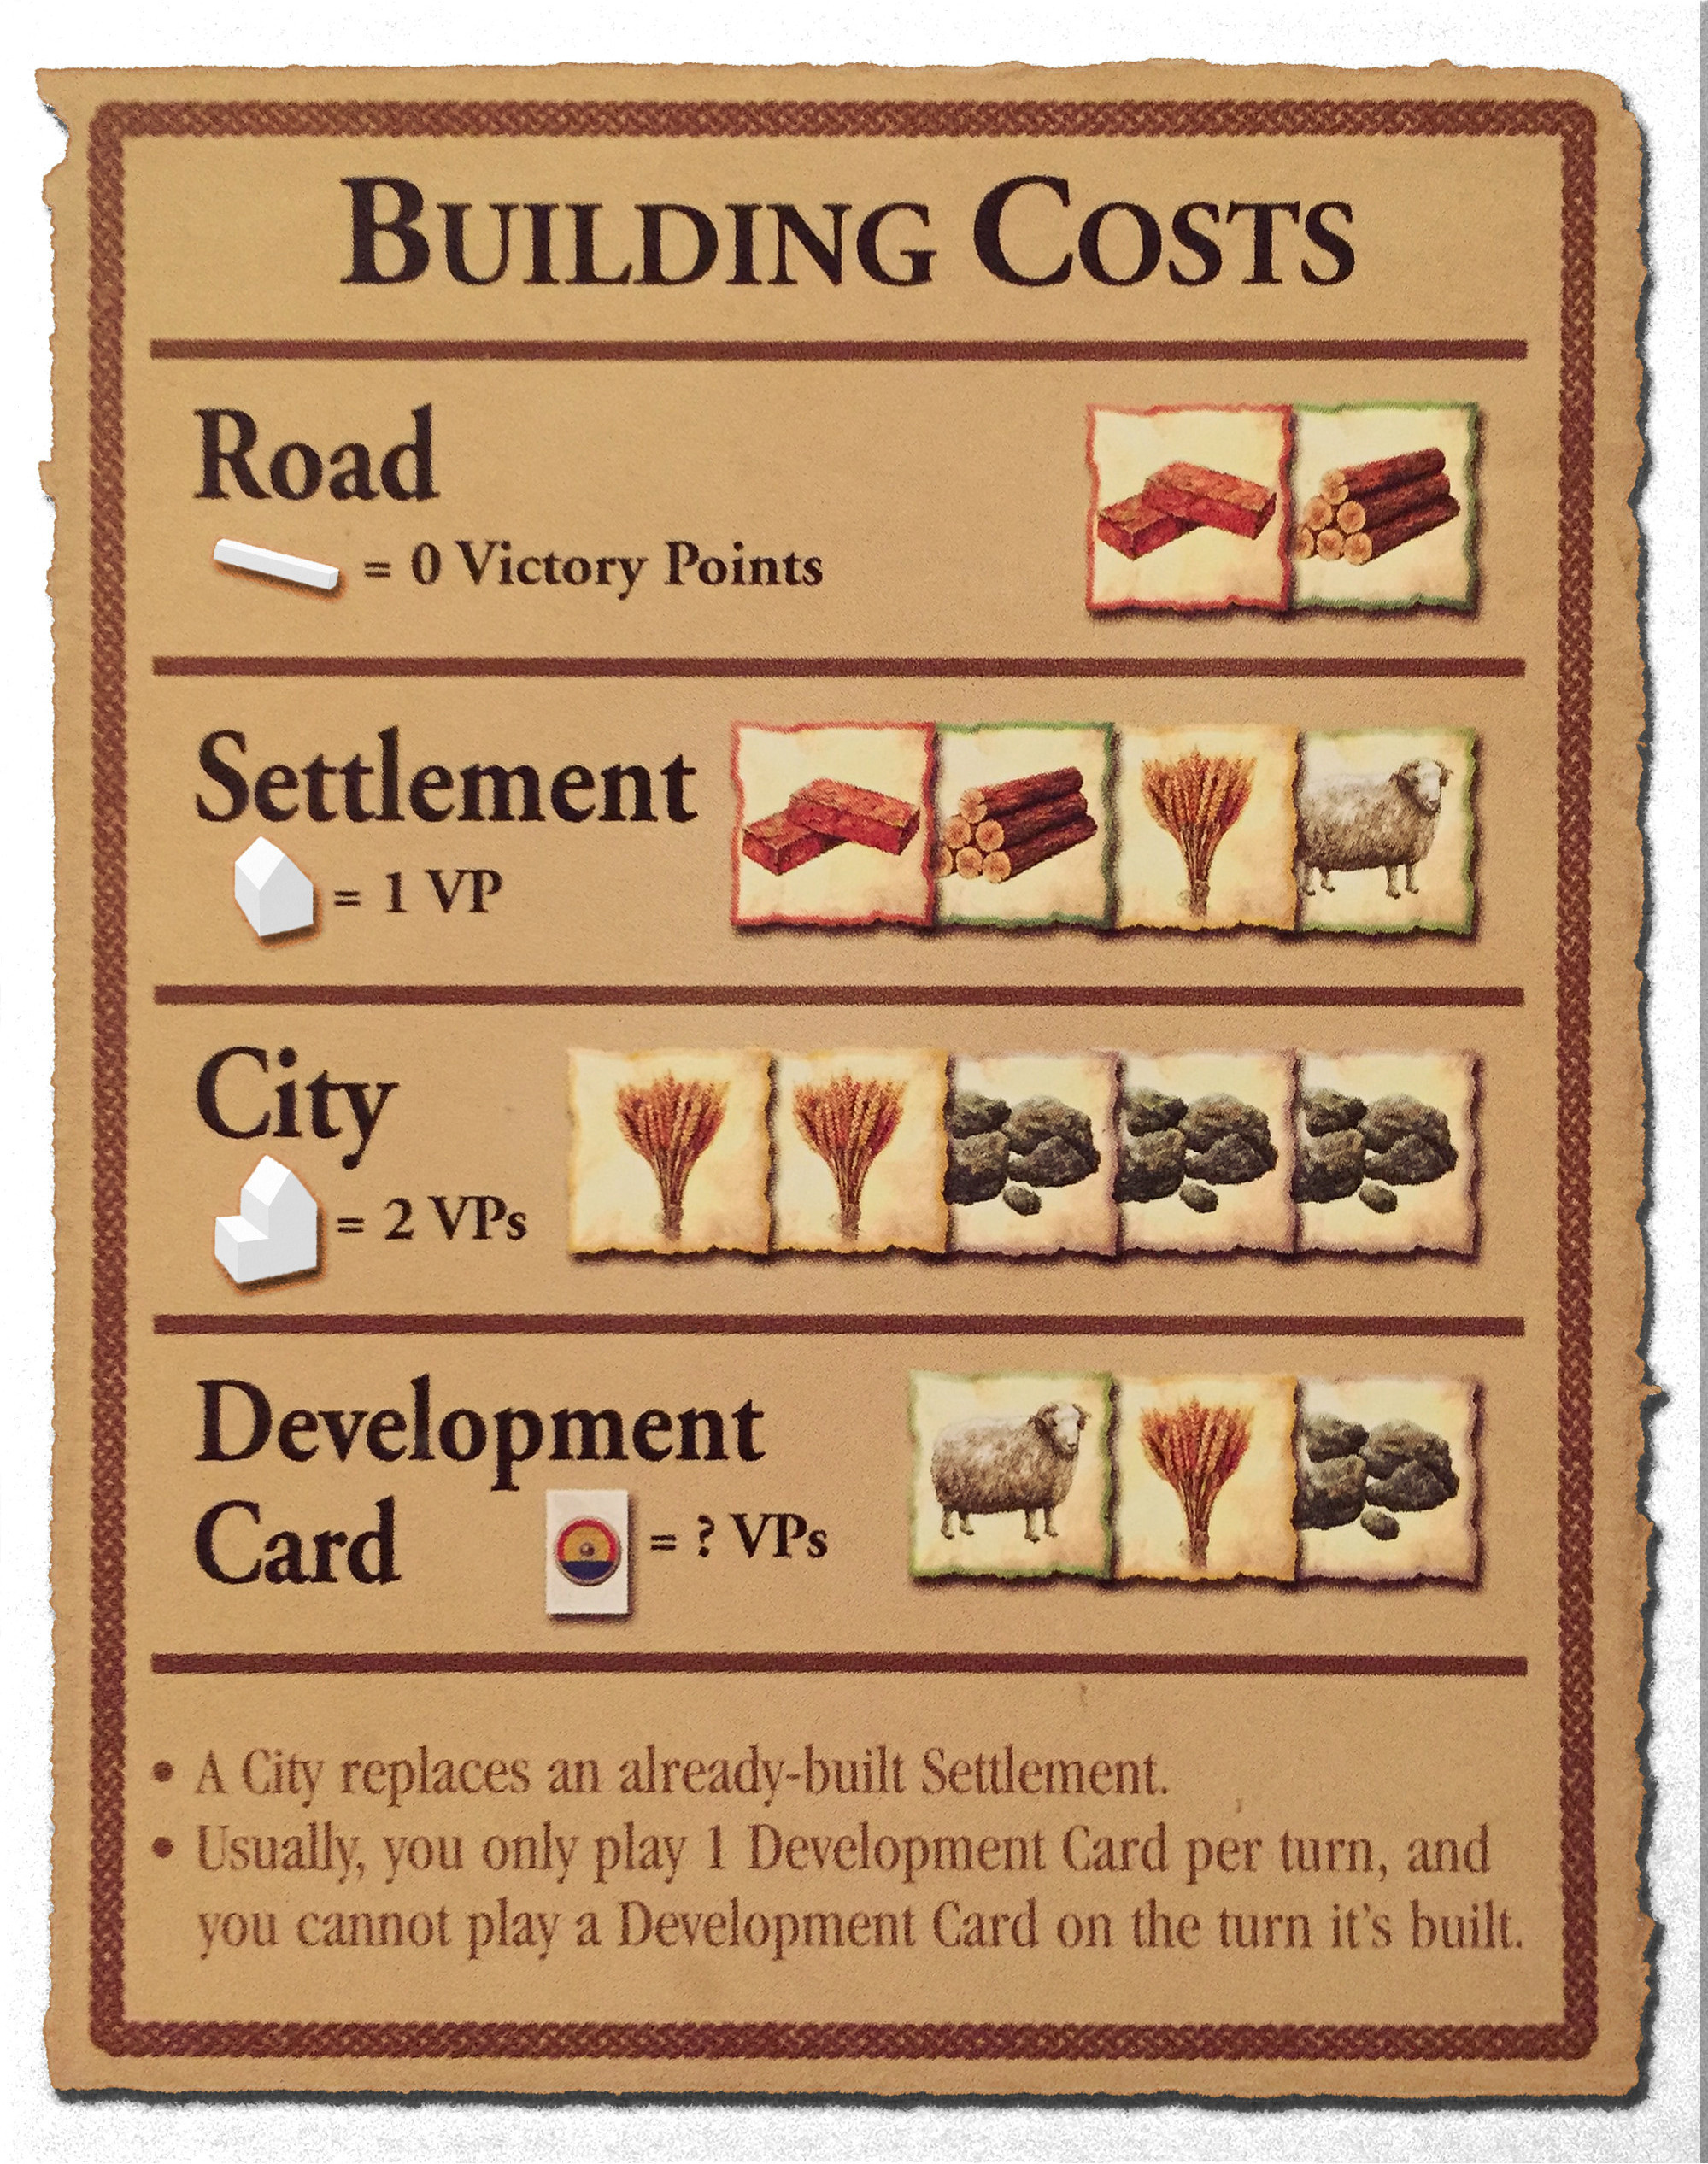 BUILDING COSTS
Road
= 0 Victory Points
Settlement
= 1 VP
City
= 2 VPs
Development
Card
= ? VPs
• A City replaces an already-built Settlement.
• Usually, you only play 1 Development Card per turn, and
you cannot play a Development Card on the turn it's built.